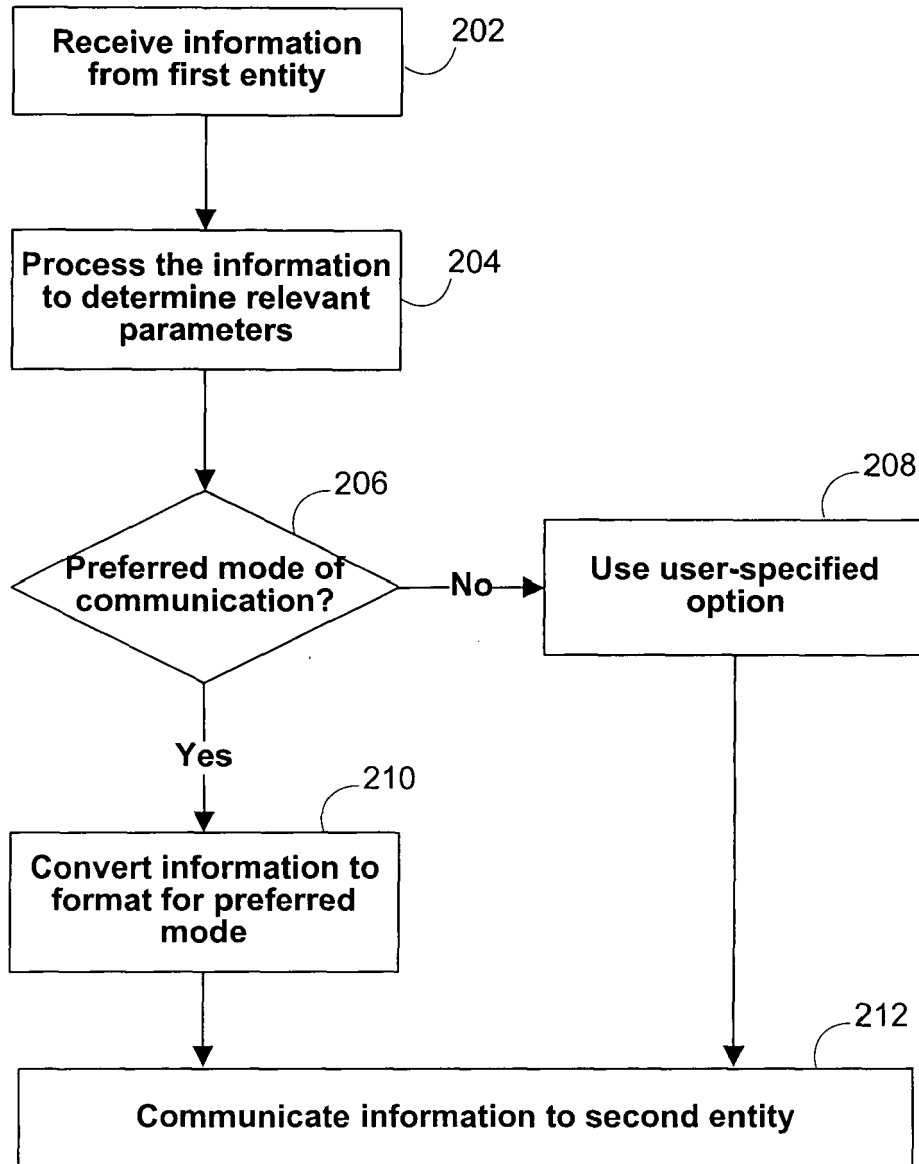 Receive information
from first entity
202
Process the information
to determine relevant
parameters
204
206
Preferred mode of
communication?
No
208
Use user-specified
option
Yes
210
Convert information to
format for preferred
mode
212
Communicate information to second entity